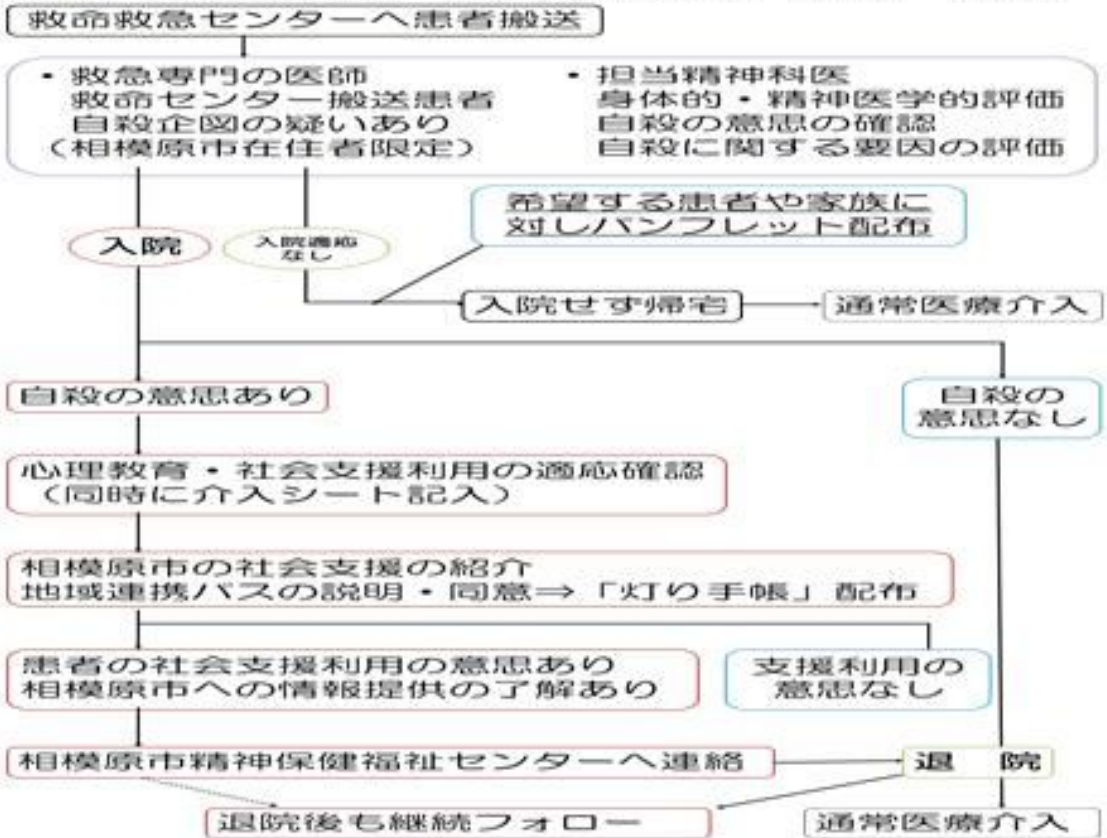 救命救急センターへ患者搬送
・救急専門の医師
救命センター搬送患者
自殺企図の疑いあり
（相模原市在住者限定）
・担当精神科医
身体的・精神医学的評価
自殺の意思の確認
自殺に関する要因の評価
希望する患者や家族に
対しパンフレット配布
入院
入院適応
なし
入院せず帰宅
通常医療介入
自殺の意思あり
自殺の
意思なし
心理教育・社会支援利用の適応確認
（同時に介入シート記入）
相模原市の社会支援の紹介
地域連携パスの説明・同意⇒「灯り手帳」配布
患者の社会支援利用の意思あり
相模原市への情報提供の了解あり
支援利用の
意思なし
相模原市精神保健福祉センターへ連絡
退　院
退院後も継続フォロー
通常医療介入